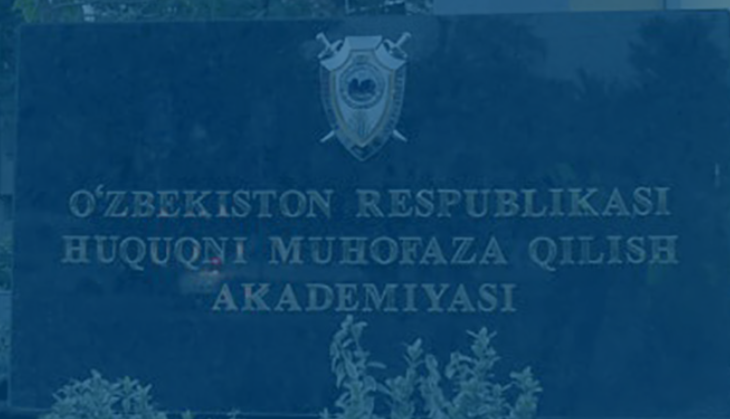 O‘ZBEKISTON RESPUBLIKASI
HUQUQNI MUHOFAZA QILISH
AKADEMIYASI